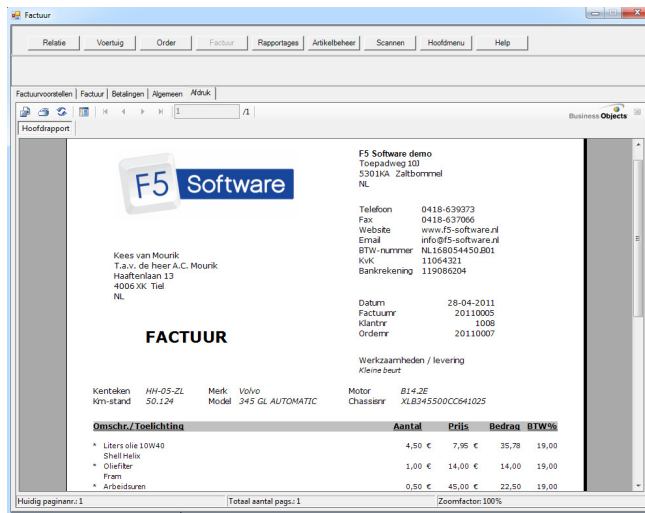 Factuur
Relatie Voertuig Order Factuur Rapportages Artikelbeheer Scannen Hoofdmenu Help
Factuurvoorstellen Factuur Betalingen Algemeen Afdruk
1 /1 Business Objects
Hoofdrapport
F5 Software
F5 Software demo
Toepadweg 10J
5301KA Zaltbommel
NL
Telefoon 0418-639373
Fax 0418-637066
Website www.f5-software.nl
Email info@f5-software.nl
BTW-nummer NL168054450.B01
KvK 11064321
Bankrekening 119086204
Kees van Mourik
T.a.v. de heer A.C. Mourik
Haaftenlaan 13
4006 XK Tiel
NL
Datum 28-04-2011
Factuurnr 20110005
Klantnr 1008
Ordernr 20110007
FACTUUR
Werkzaamheden / levering
Kleine beurt
Kenteken HH-05-ZL Merk Volvo Motor B14.2E
Km-stand 50.124 Model 345 GL AUTOMATIC Chassisnr XLB345500CC641025
Omschr./Toelichting Aantal Prijs Bedrag BTW%
* Liters olie 10W40 4,50 € 7,95 € 35,78 19,00
Shell Helix
* Oliefilter 1,00 € 14,00 € 14,00 19,00
Fram
* Arbeidsuren 0,50 € 45,00 € 22,50 19,00
Huidig paginanr.: 1 Totaal aantal pags.: 1 Zoomfactor: 100%